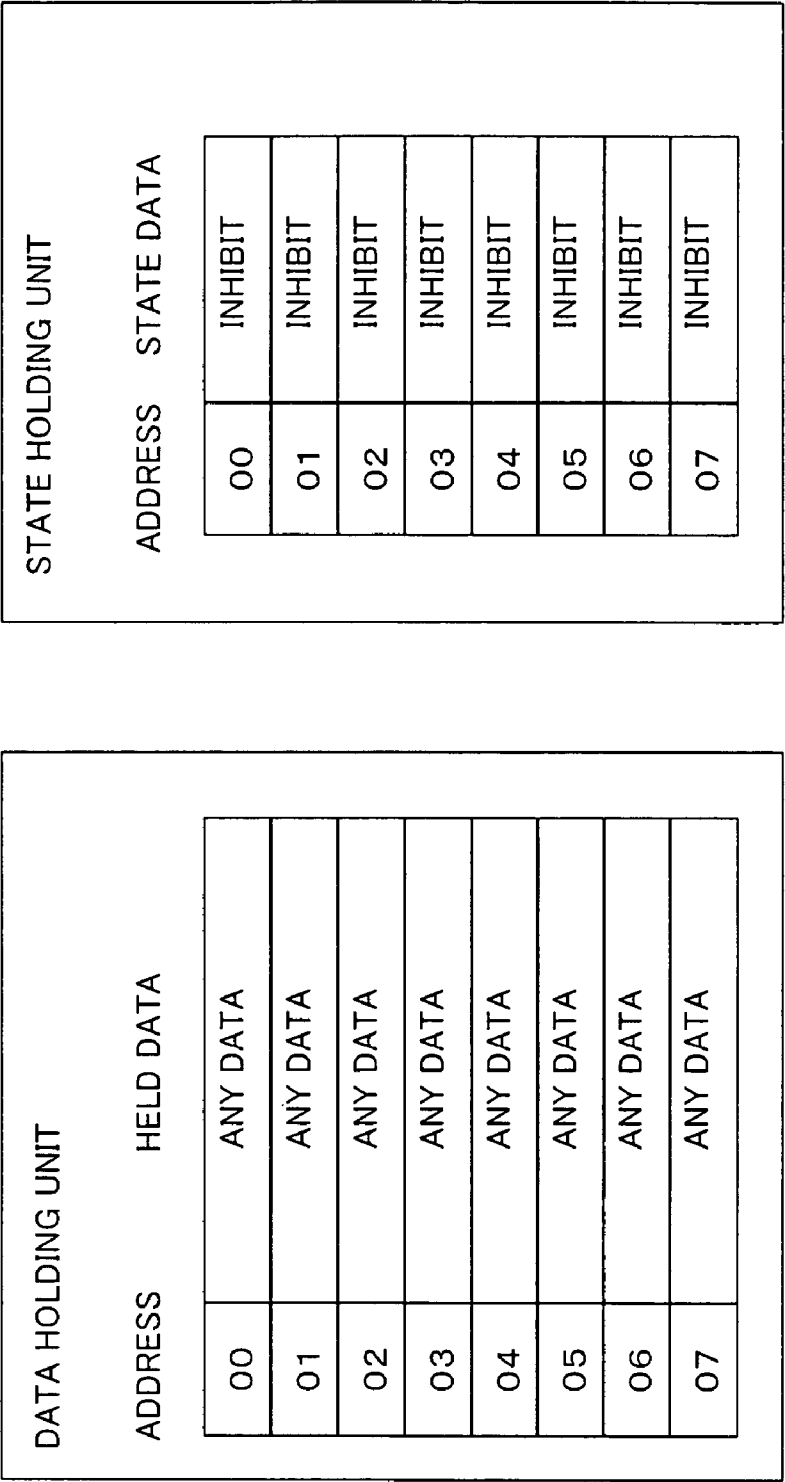 DATA HOLDING UNIT
ADDRESS HELD DATA
00 ANY DATA
01 ANY DATA
02 ANY DATA
03 ANY DATA
04 ANY DATA
05 ANY DATA
06 ANY DATA
07 ANY DATA
STATE HOLDING UNIT
ADDRESS STATE DATA
00 INHIBIT
01 INHIBIT
02 INHIBIT
03 INHIBIT
04 INHIBIT
05 INHIBIT
06 INHIBIT
07 INHIBIT